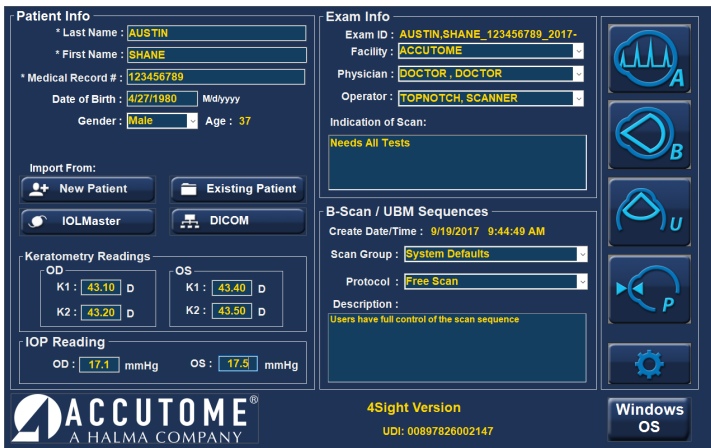 Patient Info
* Last Name : AUSTIN
* First Name : SHANE
* Medical Record # : 123456789
Date of Birth : 4/27/1980 M/d/yyyy
Gender : Male Age : 37
Import From:
New Patient Existing Patient
IOLMaster DICOM
Keratometry Readings
OD
K1 : 43.10 D
K2 : 43.20 D
OS
K1 : 43.40 D
K2 : 43.50 D
IOP Reading
OD : 17.1 mmHg OS : 17.5 mmHg
Exam Info
Exam ID : AUSTIN,SHANE_123456789_2017-
Facility : ACCUTOME
Physician : DOCTOR , DOCTOR
Operator : TOPNOTCH, SCANNER
Indication of Scan:
Needs All Tests
B-Scan / UBM Sequences
Create Date/Time : 9/19/2017 9:44:49 AM
Scan Group : System Defaults
Protocol : Free Scan
Description :
Users have full control of the scan sequence
A
B
U
P
ACCUTOME®
A HALMA COMPANY
4Sight Version
UDI: 00897826002147
Windows
OS